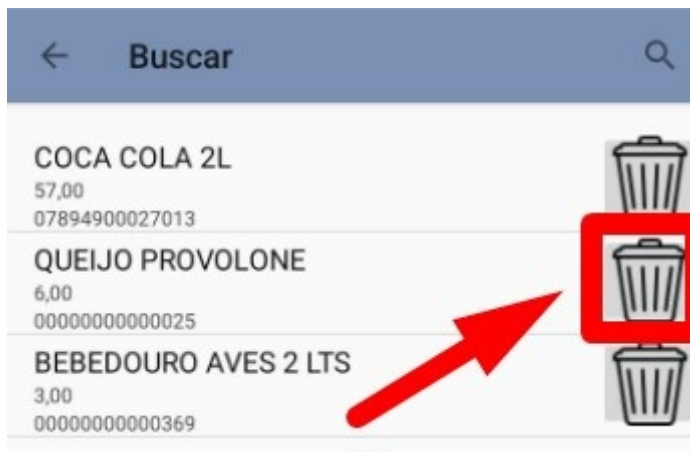 Buscar
COCA COLA 2L
57,00
07894900027013
QUEIJO PROVOLONE
6,00
00000000000025
BEBEDOURO AVES 2 LTS
3,00
00000000000369